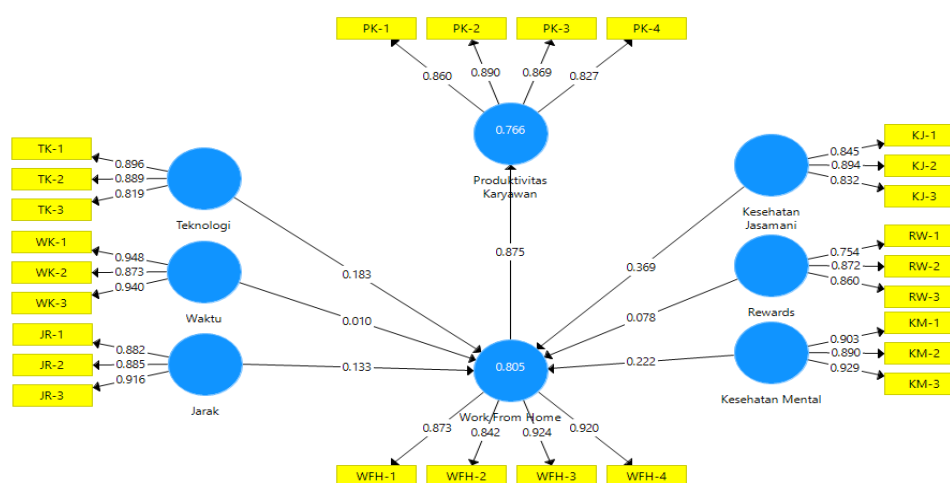 PK-1 PK-2 PK-3 PK-4
0.860 0.890 0.869 0.827
0.766
Produktivitas
Karyawan
TK-1
TK-2
TK-3
0.896
0.889
0.819
Teknologi
WK-1
WK-2
WK-3
0.948
0.873
0.940
Waktu
JR-1
JR-2
JR-3
0.882
0.885
0.916
Jarak
0.183
0.010
0.133
0.875
0.805
Work From Home
0.873 0.842 0.924 0.920
WFH-1 WFH-2 WFH-3 WFH-4
0.369
0.078
0.222
Kesehatan
Jasamani
0.845
0.894
0.832
KJ-1
KJ-2
KJ-3
Rewards
0.754
0.872
0.860
RW-1
RW-2
RW-3
Kesehatan Mental
0.903
0.890
0.929
KM-1
KM-2
KM-3